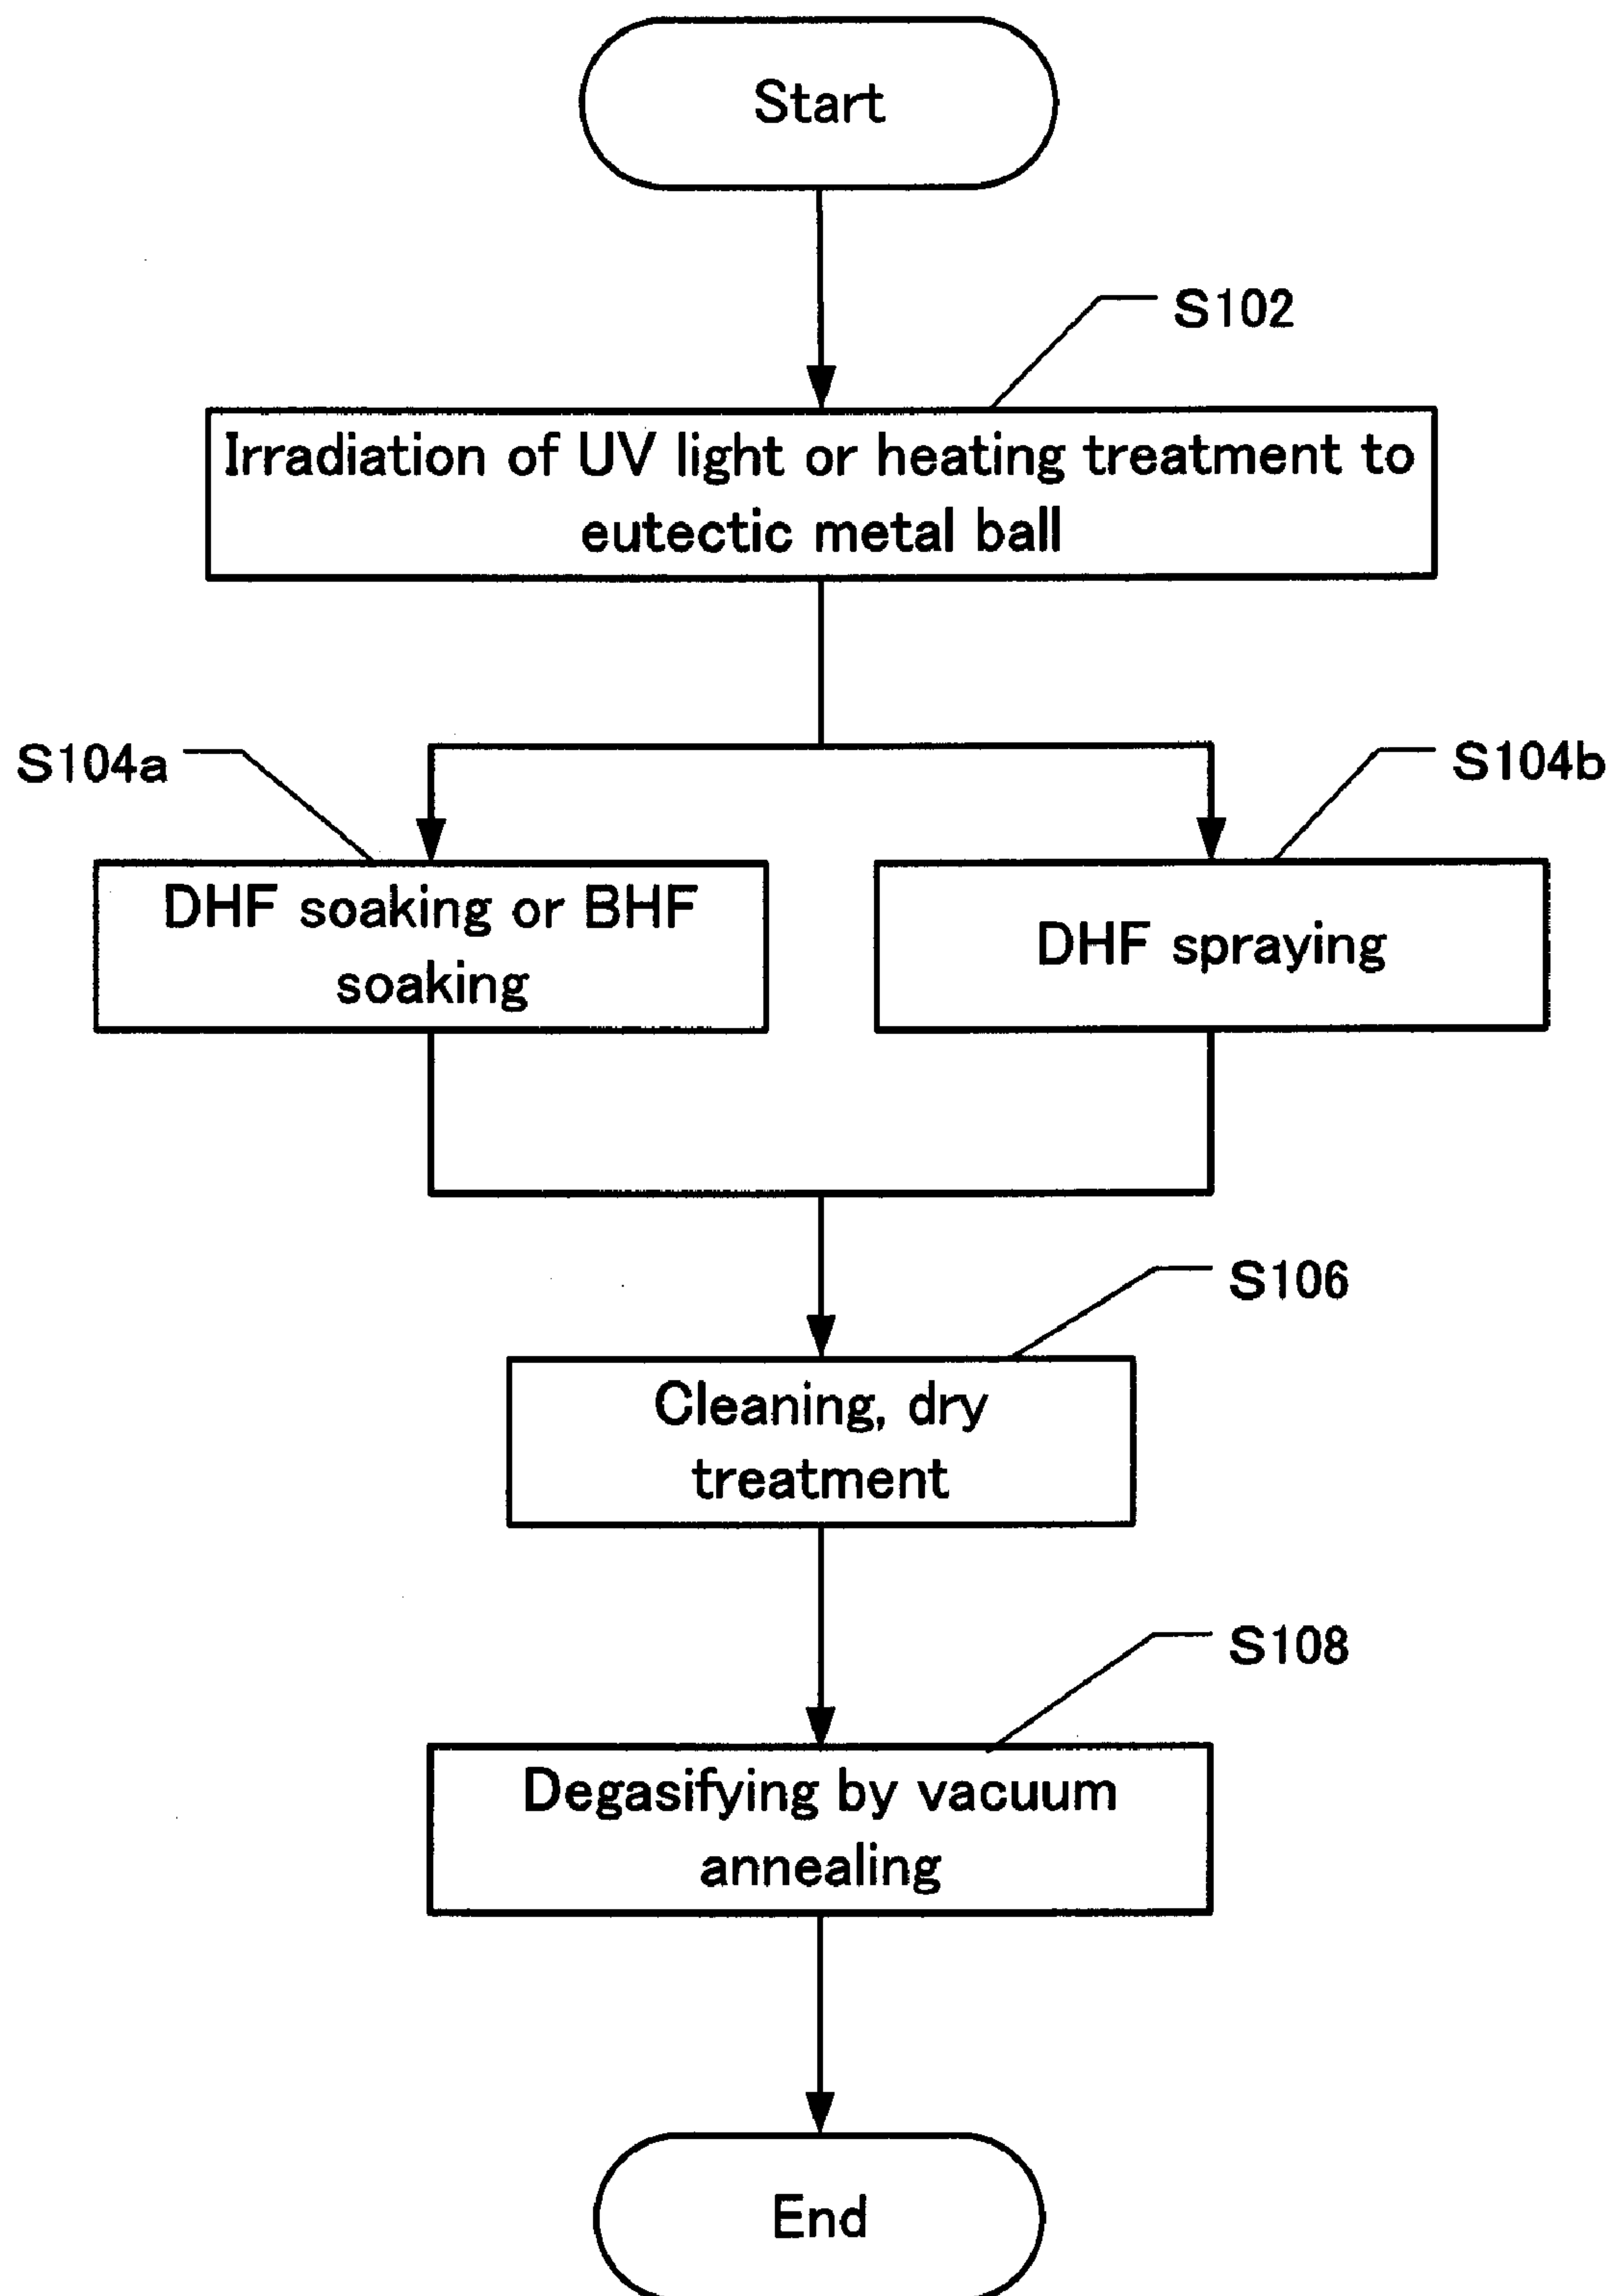 Start
S102
Irradiation of UV light or heating treatment to
eutectic metal ball
S104a
S104b
DHF soaking or BHF
soaking
DHF spraying
S106
Cleaning, dry
treatment
S108
Degasifying by vacuum
annealing
End